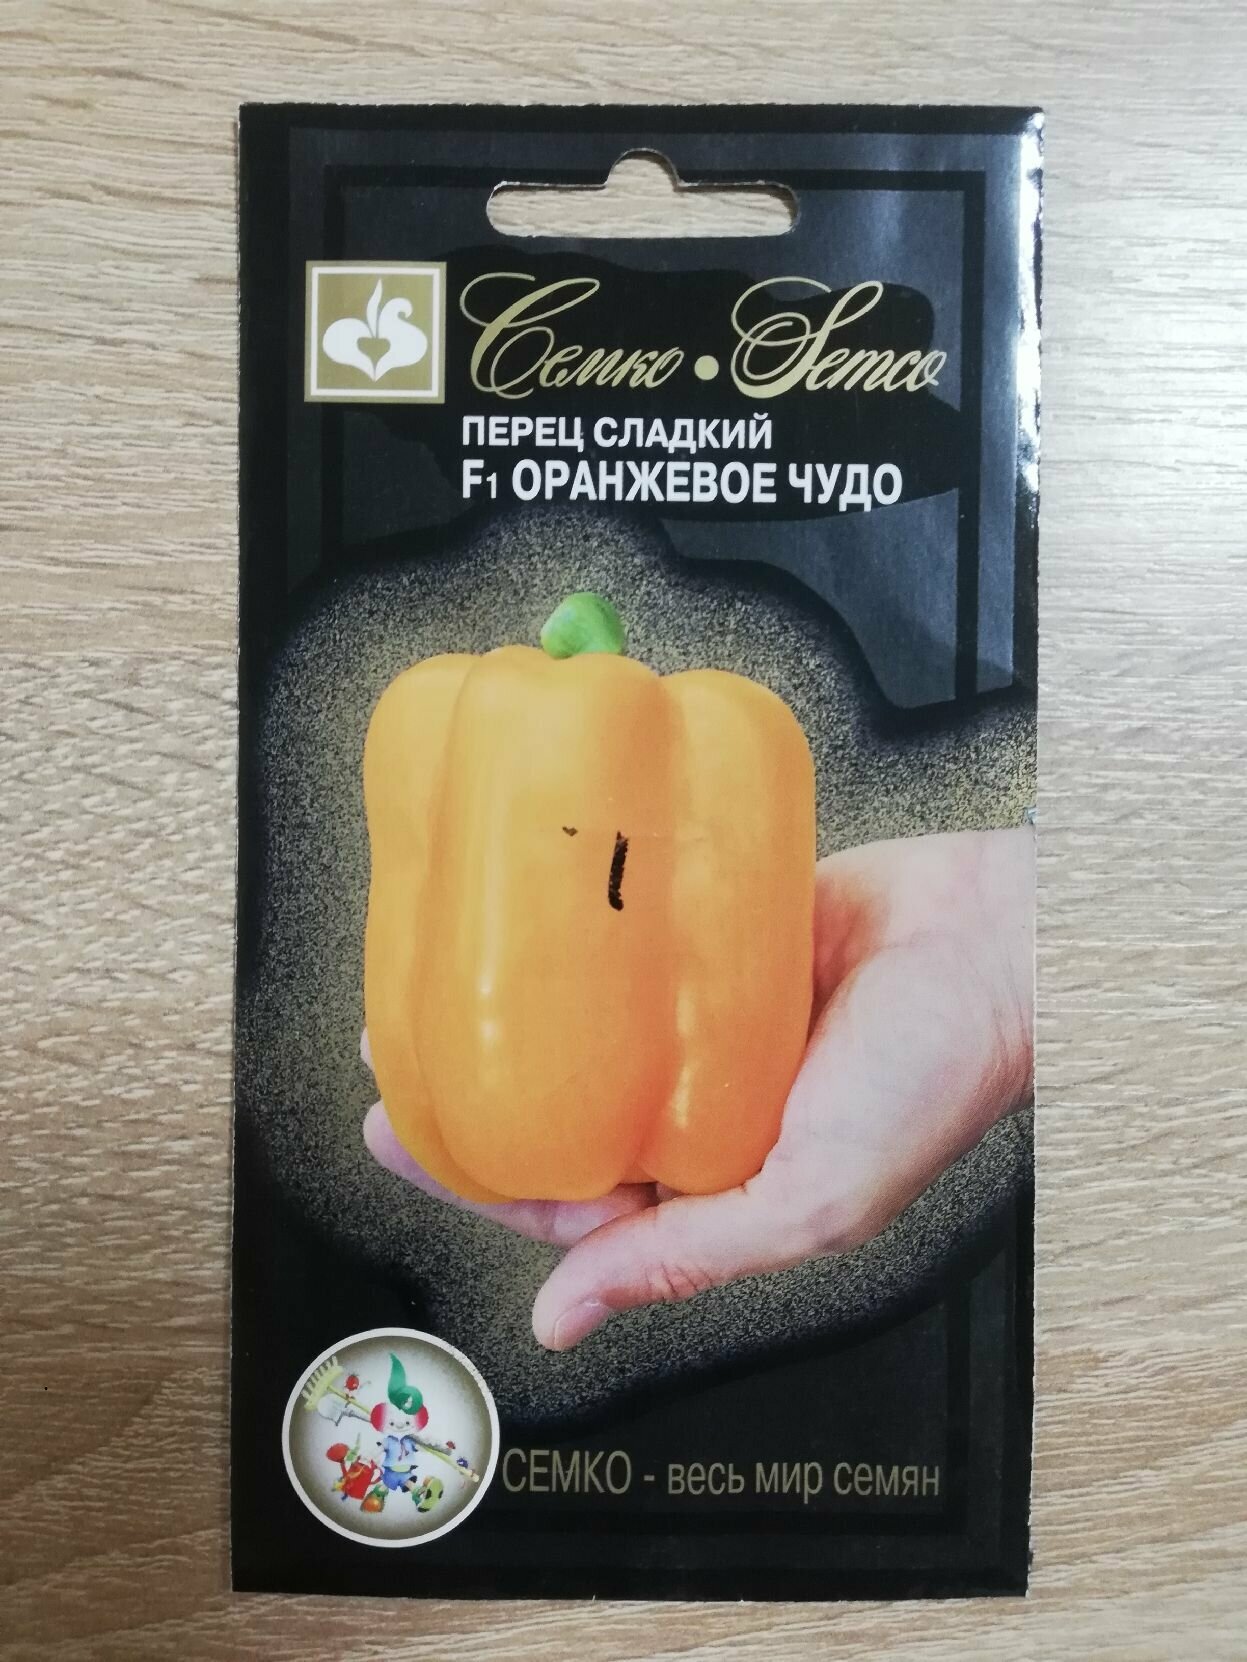 Семко • Semco
ПЕРЕЦ СЛАДКИЙ
F1 ОРАНЖЕВОЕ ЧУДО
СЕМКО - весь мир семян